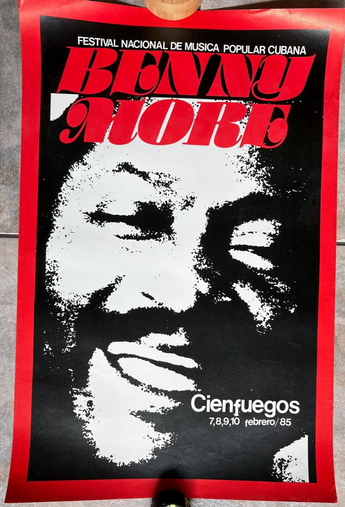 FESTIVAL NACIONAL DE MUSICA POPULAR CUBANA
BENNY
MORE
Cienfuegos
7,8,9,10 febrero/85